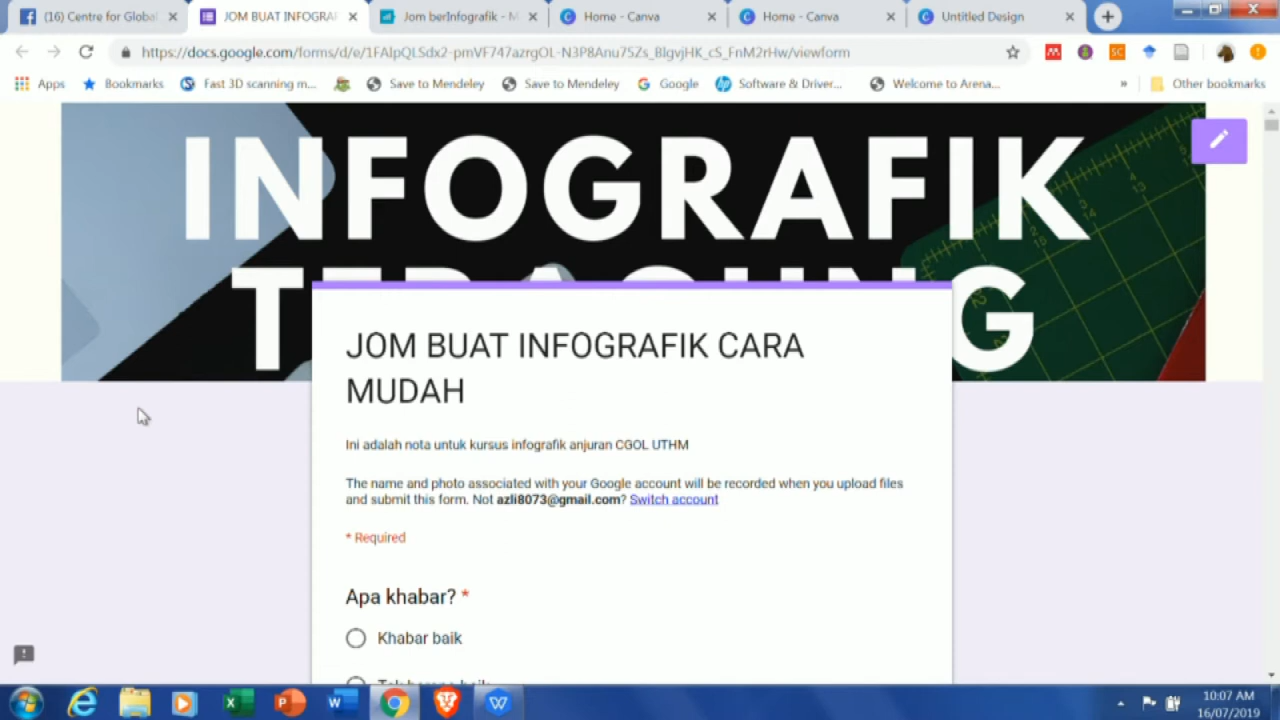 (16) Centre for Global
JOM BUAT INFOGRAF
Jom berInfografik - M
Home - Canva
Home - Canva
Untitled Design
https://docs.google.com/forms/d/e/1FAIpQLSdx2-pmVF747azrgOL-N3P8Anu7SZs_BlgvjHK_cS_FnM2rHw/viewform
Apps
Bookmarks
Fast 3D scanning m...
Save to Mendeley
Save to Mendeley
Google
Software & Driver...
Welcome to Arena...
»
Other bookmarks
INFOGRAFIK
JOM BUAT INFOGRAFIK CARA
MUDAH
Ini adalah nota untuk kursus infografik anjuran CGOL UTHM
The name and photo associated with your Google account will be recorded when you upload files
and submit this form. Not azli8073@gmail.com? Switch account
* Required
Apa khabar? *
Khabar baik
10:07 AM
16/07/2019